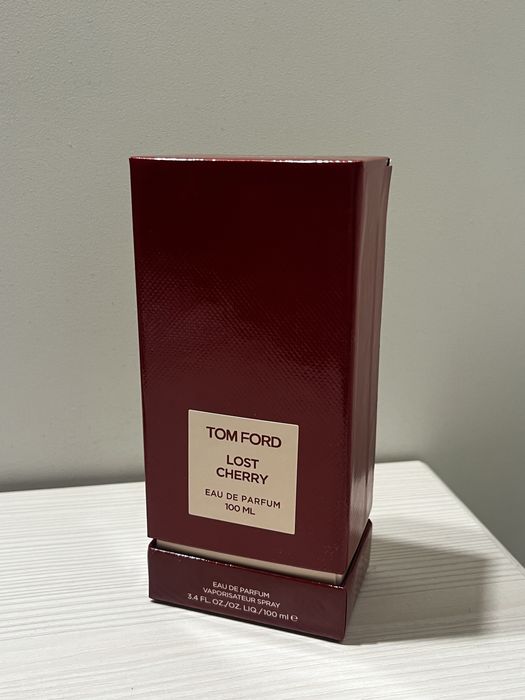 TOM FORD
LOST
CHERRY
EAU DE PARFUM
100 ML
EAU DE PARFUM
VAPORISATEUR SPRAY
3.4 FL. OZ./OZ. LIQ./100 ml ℮